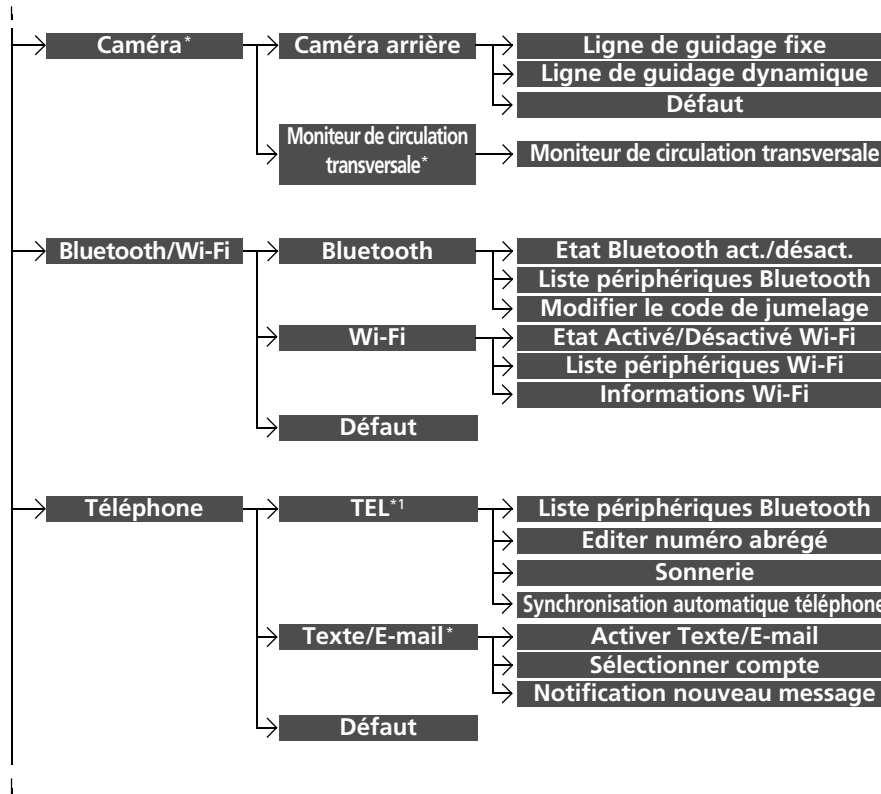 Caméra*
Caméra arrière
Ligne de guidage fixe
Ligne de guidage dynamique
Défaut
Moniteur de circulation
transversale*
Moniteur de circulation transversale
Bluetooth/Wi-Fi
Bluetooth
Etat Bluetooth act./désact.
Liste périphériques Bluetooth
Modifier le code de jumelage
Wi-Fi
Etat Activé/Désactivé Wi-Fi
Liste périphériques Wi-Fi
Informations Wi-Fi
Défaut
Téléphone
TEL*1
Liste périphériques Bluetooth
Editer numéro abrégé
Sonnerie
Synchronisation automatique téléphone
Texte/E-mail*
Activer Texte/E-mail
Sélectionner compte
Notification nouveau message
Défaut